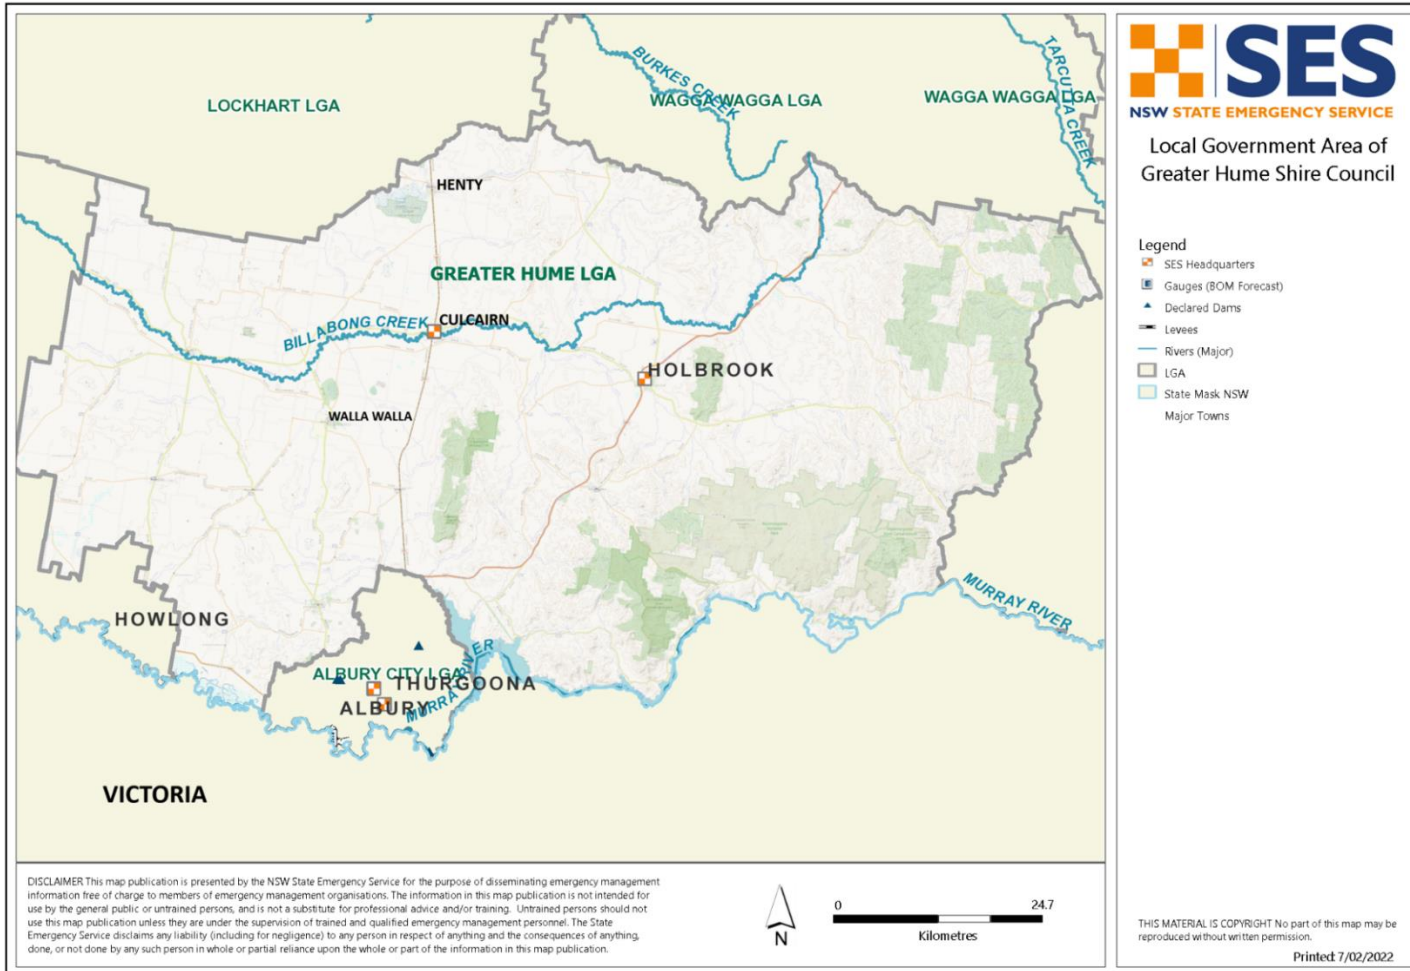 LOCKHART LGA
BURKES CREEK
WAGGA WAGGA LGA
WAGGA WAGGA LGA
TARCUTTA CREEK
HENTY
GREATER HUME LGA
BILLABONG CREEK
CULCAIRN
HOLBROOK
WALLA WALLA
HOWLONG
MURRAY RIVER
ALBURY CITY LGA
THURGOONA
ALBURY
MURRAY RIVER
VICTORIA
SES
NSW STATE EMERGENCY SERVICE
Local Government Area of
Greater Hume Shire Council
Legend
SES Headquarters
Gauges (BOM Forecast)
Declared Dams
Levees
Rivers (Major)
LGA
State Mask NSW
Major Towns
DISCLAIMER This map publication is presented by the NSW State Emergency Service for the purpose of disseminating emergency management
information free of charge to members of emergency management organisations. The information in this map publication is not intended for
use by the general public or untrained persons, and is not a substitute for professional advice and/or training. Untrained persons should not
use this map publication unless they are under the supervision of trained and qualified emergency management personnel. The State
Emergency Service disclaims any liability (including for negligence) to any person in respect of anything and the consequences of anything,
done, or not done by any such person in whole or partial reliance upon the whole or part of the information in this map publication.
N
0 24.7
Kilometres
THIS MATERIAL IS COPYRIGHT No part of this map may be
reproduced without written permission.
Printed: 7/02/2022